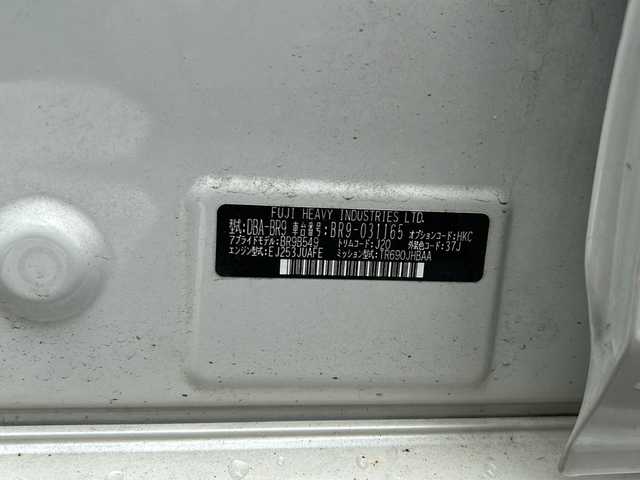 FUJI HEAVY INDUSTRIES LTD.
型式: DBA-BR9 車台番号: BR9-031165 オプションコード: HKC
アプライドモデル: BR9B549 トリムコード: J20 外装色コード: 37J
エンジン型式: EJ253JUAFE ミッション型式: TR690JHBAA